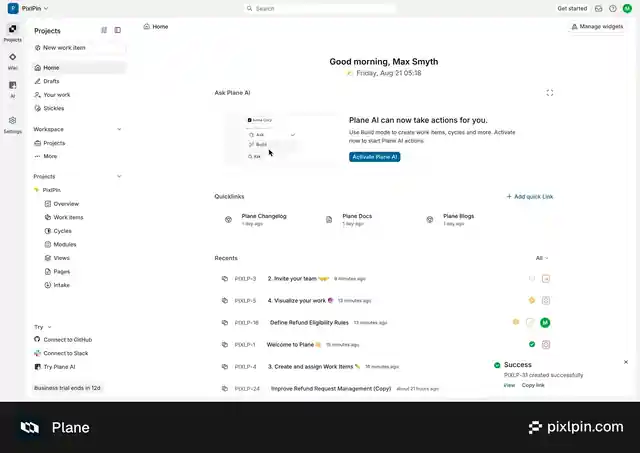 PixlPin
Search
Get started
M
Projects
Wiki
AI
Settings
Projects
New work item
Home
Drafts
Your work
Stickies
Workspace
Projects
More
Projects
PixlPin
Overview
Work items
Cycles
Modules
Views
Pages
Intake
Try
Connect to GitHub
Connect to Slack
Try Plane AI
Business trial ends in 12d
Home
Manage widgets
Good morning, Max Smyth
Friday, Aug 21 05:18
Ask Plane AI
Ask
Build
Ask
Plane AI can now take actions for you.
Use Build mode to create work items, cycles and more. Activate
now to start Plane AI actions
Activate Plane AI
Quicklinks
+ Add quick Link
Plane Changelog
1 day ago
Plane Docs
1 day ago
Plane Blogs
1 day ago
Recents
All
PIXLP-3 2. Invite your team 9 minutes ago
PIXLP-5 4. Visualize your work 13 minutes ago
PIXLP-16 Define Refund Eligibility Rules 13 minutes ago M
PIXLP-1 Welcome to Plane 15 minutes ago
PIXLP-4 3. Create and assign Work Items
PIXLP-24 Improve Refund Request Management (Copy) about 21 hours ago
Success
created successfully
View Copy link
Plane
pixlpin.com